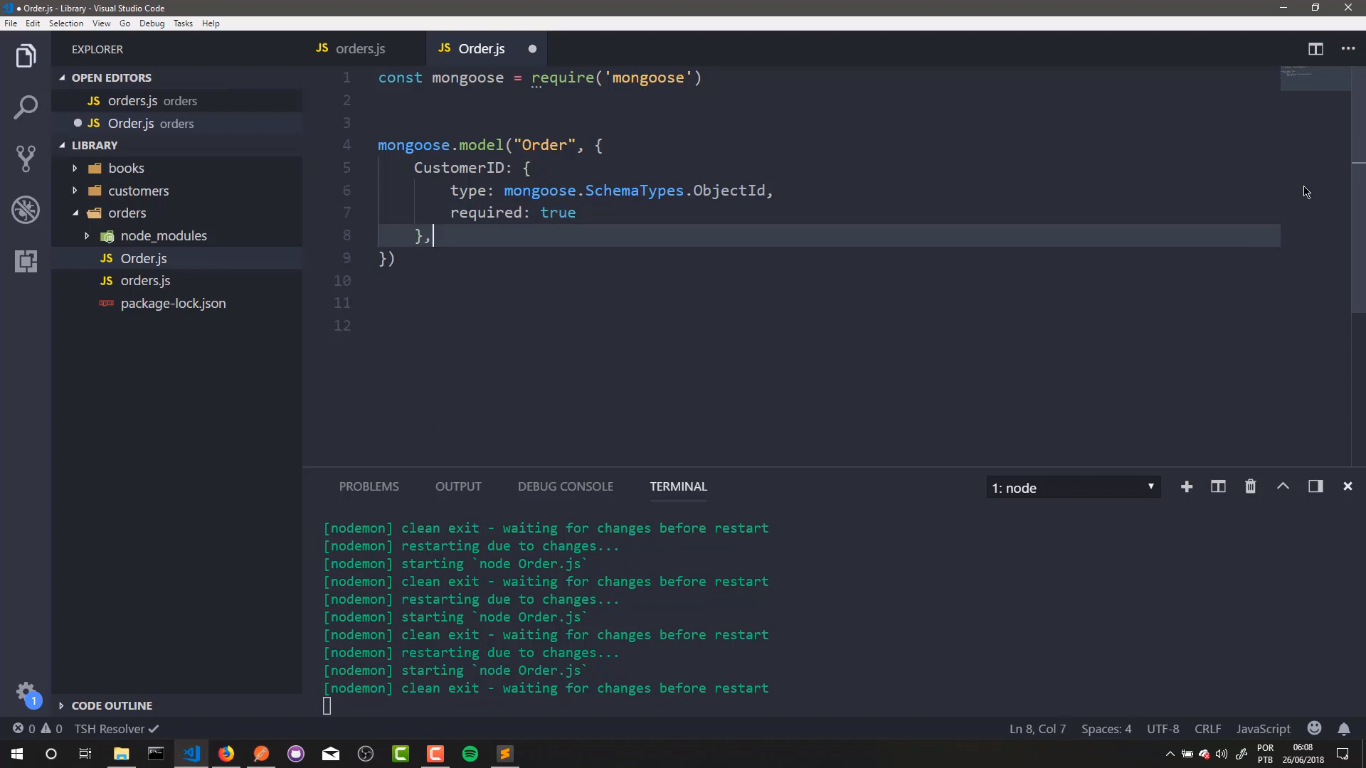 ● Order.js - Library - Visual Studio Code
File Edit Selection View Go Debug Tasks Help
EXPLORER
JS orders.js
JS Order.js ●
OPEN EDITORS
JS orders.js orders
● JS Order.js orders
LIBRARY
books
customers
orders
node_modules
JS Order.js
JS orders.js
package-lock.json
CODE OUTLINE
1 const mongoose = require('mongoose')
2
3
4 mongoose.model("Order", {
5 CustomerID: {
6 type: mongoose.SchemaTypes.ObjectId,
7 required: true
8 },
9 })
10
11
12
PROBLEMS OUTPUT DEBUG CONSOLE TERMINAL 1: node
[nodemon] clean exit - waiting for changes before restart
[nodemon] restarting due to changes...
[nodemon] starting `node Order.js`
[nodemon] clean exit - waiting for changes before restart
[nodemon] restarting due to changes...
[nodemon] starting `node Order.js`
[nodemon] clean exit - waiting for changes before restart
[nodemon] restarting due to changes...
[nodemon] starting `node Order.js`
[nodemon] clean exit - waiting for changes before restart
1
0 0 TSH Resolver Ln 8, Col 7 Spaces: 4 UTF-8 CRLF JavaScript
POR 06:08
PTB 26/06/2018